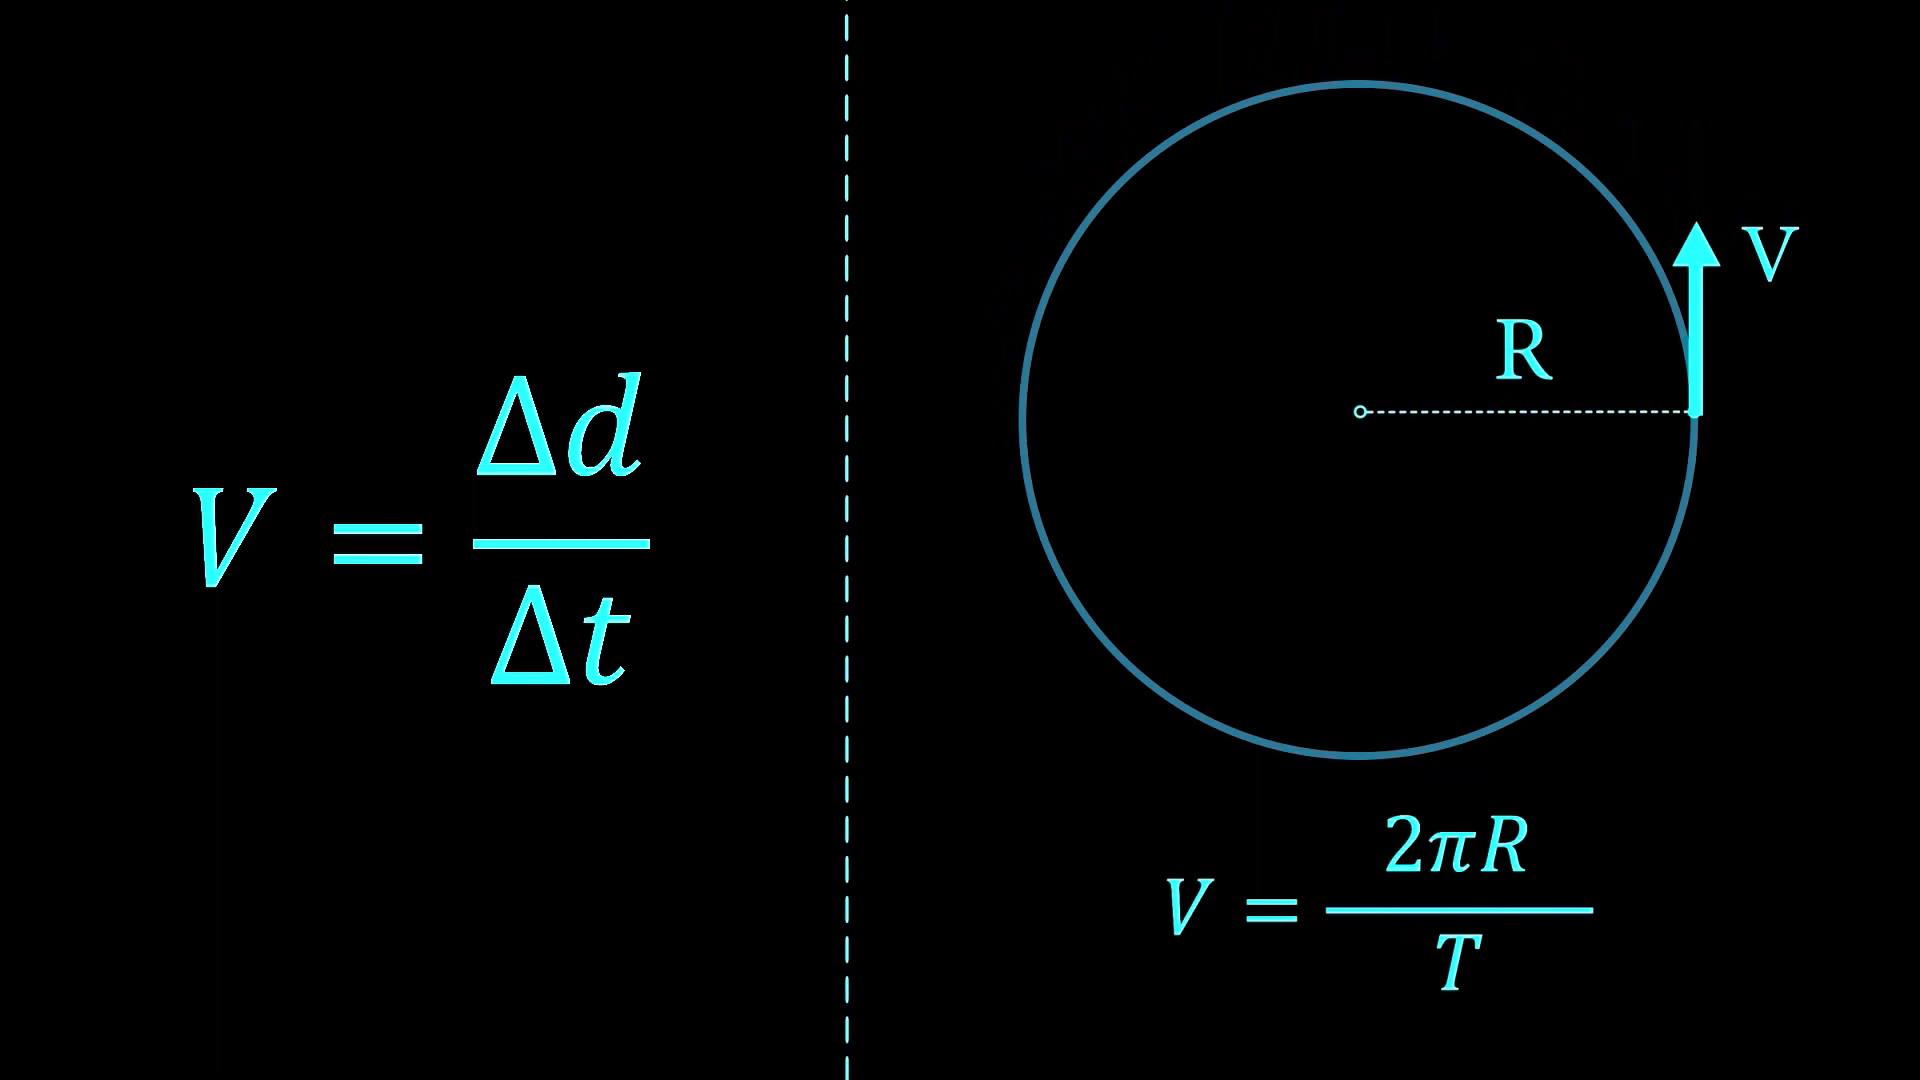 V = Δd/Δt
V
R
V = 2πR/T